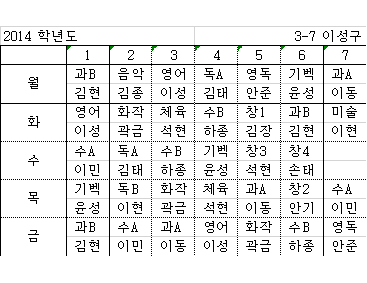 2014 학년도 3-7 이성구
1 2 3 4 5 6 7
월 과B 음악 영어 독A 영독 기벡 과A
김현 김종 이성 김태 안준 윤성 이동
화 영어 화작 체육 수B 창1 과B 미술
이성 곽금 석현 하종 김장 김현 이현
수 수A 독A 수B 기벡 창3 창4
이민 김태 하종 윤성 석현 손태
목 기벡 독B 화작 체육 과A 창2 수A
윤성 이현 곽금 석현 이동 안기 이민
금 과B 수A 과A 영어 화작 수B 영독
김현 이민 이동 이성 곽금 하종 안준